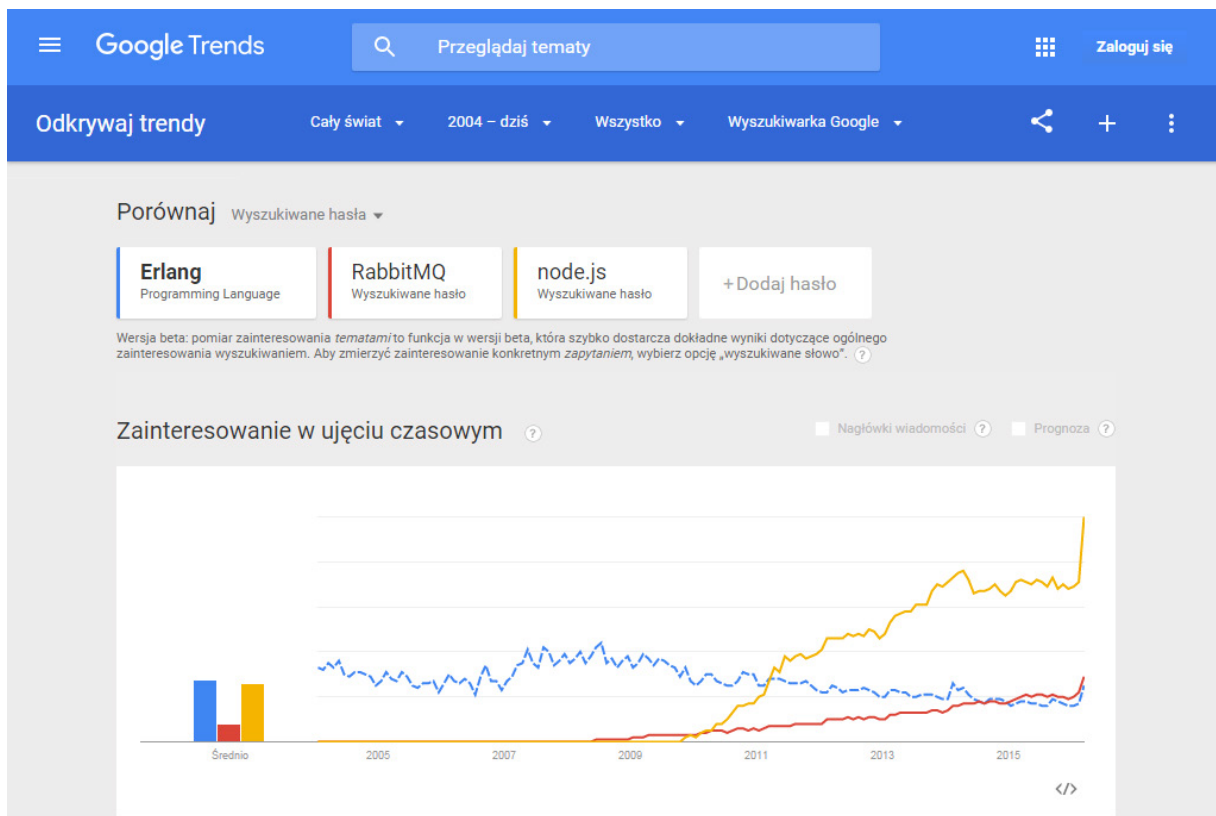 Google Trends
Przeglądaj tematy
Zaloguj się
Odkrywaj trendy
Cały świat
2004 – dziś
Wszystko
Wyszukiwarka Google
Porównaj Wyszukiwane hasła
Erlang
Programming Language
RabbitMQ
Wyszukiwane hasło
node.js
Wyszukiwane hasło
+Dodaj hasło
Wersja beta: pomiar zainteresowania tematami to funkcja w wersji beta, która szybko dostarcza dokładne wyniki dotyczące ogólnego
zainteresowania wyszukiwaniem. Aby zmierzyć zainteresowanie konkretnym zapytaniem, wybierz opcję „wyszukiwane słowo”. ?
Zainteresowanie w ujęciu czasowym ?
Nagłówki wiadomości ?
Prognoza ?
Średnio
2005
2007
2009
2011
2013
2015
</>